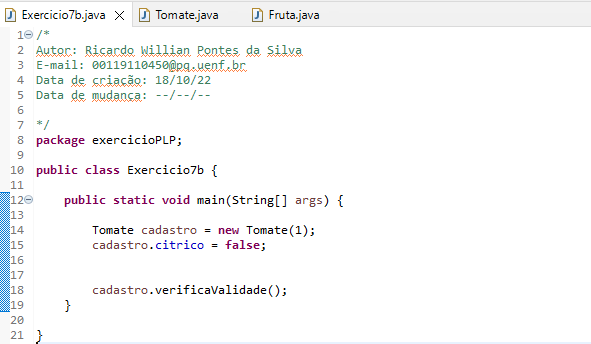 Exercicio7b.java Tomate.java Fruta.java
1 /*
2 Autor: Ricardo Willian Pontes da Silva
3 E-mail: 00119110450@pq.uenf.br
4 Data de criação: 18/10/22
5 Data de mudança: --/--/--
6
7 */
8 package exercicioPLP;
9
10 public class Exercicio7b {
11
12 public static void main(String[] args) {
13
14 Tomate cadastro = new Tomate(1);
15 cadastro.citrico = false;
16
17
18 cadastro.verificaValidade();
19 }
20
21 }